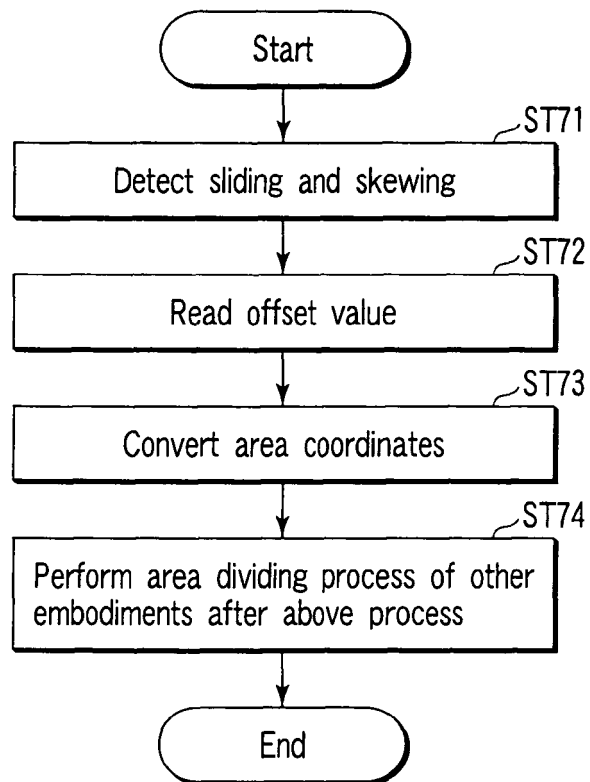 Start
ST71
Detect sliding and skewing
ST72
Read offset value
ST73
Convert area coordinates
ST74
Perform area dividing process of other
embodiments after above process
End